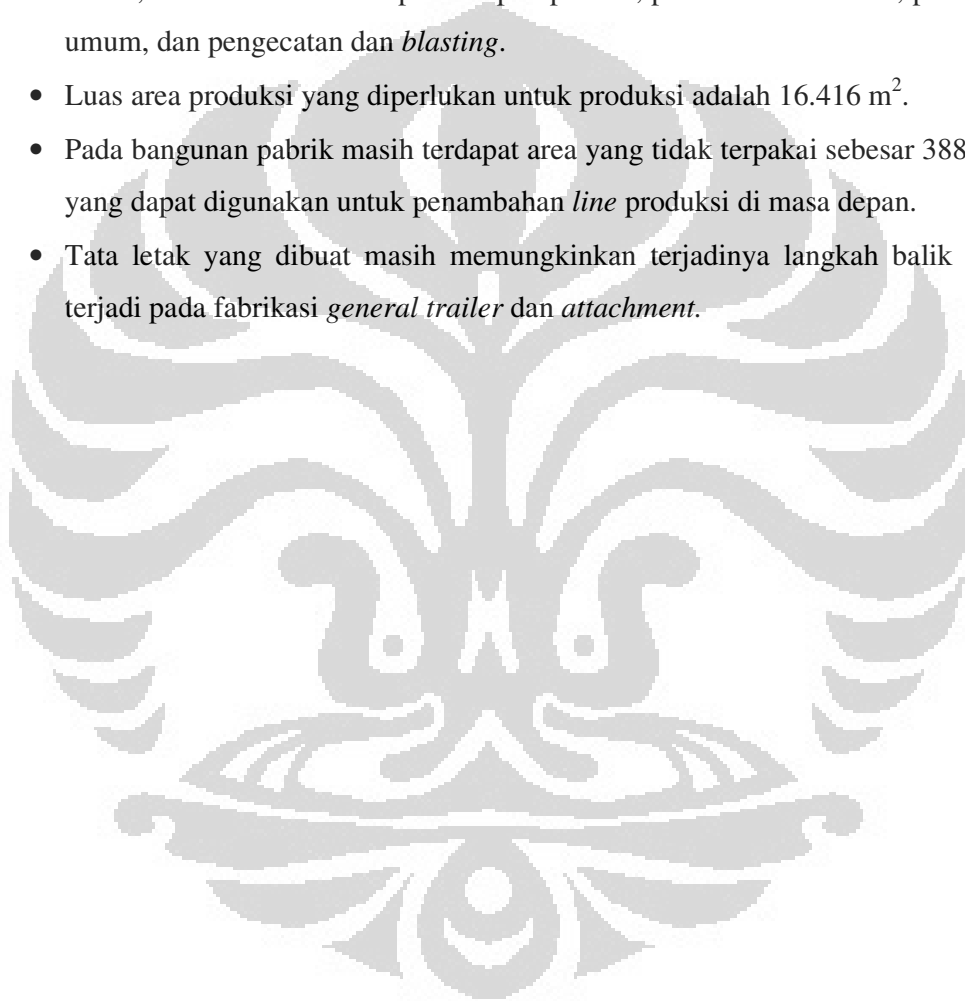 umum, dan pengecatan dan blasting.
• Luas area produksi yang diperlukan untuk produksi adalah 16.416 m².
• Pada bangunan pabrik masih terdapat area yang tidak terpakai sebesar 388
yang dapat digunakan untuk penambahan line produksi di masa depan.
• Tata letak yang dibuat masih memungkinkan terjadinya langkah balik
terjadi pada fabrikasi general trailer dan attachment.